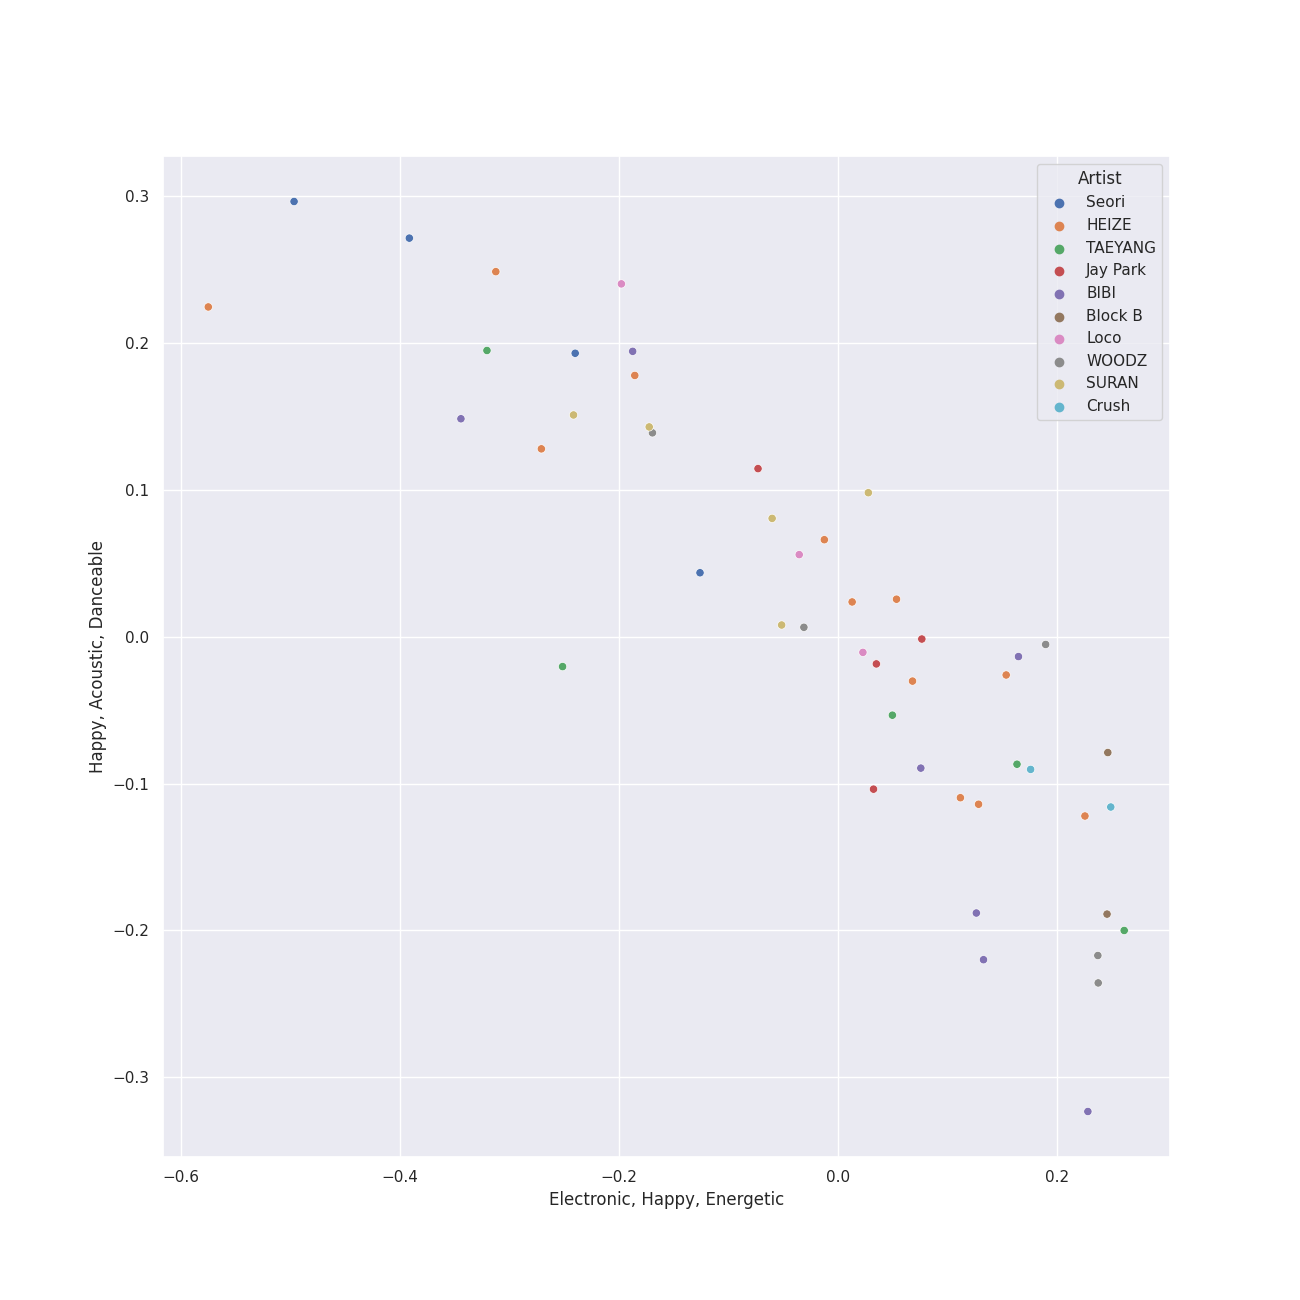 Artist
Seori
HEIZE
TAEYANG
Jay Park
BIBI
Block B
Loco
WOODZ
SURAN
Crush
0.3
0.2
0.1
0.0
−0.1
−0.2
−0.3
Happy, Acoustic, Danceable
−0.6
−0.4
−0.2
0.0
0.2
Electronic, Happy, Energetic